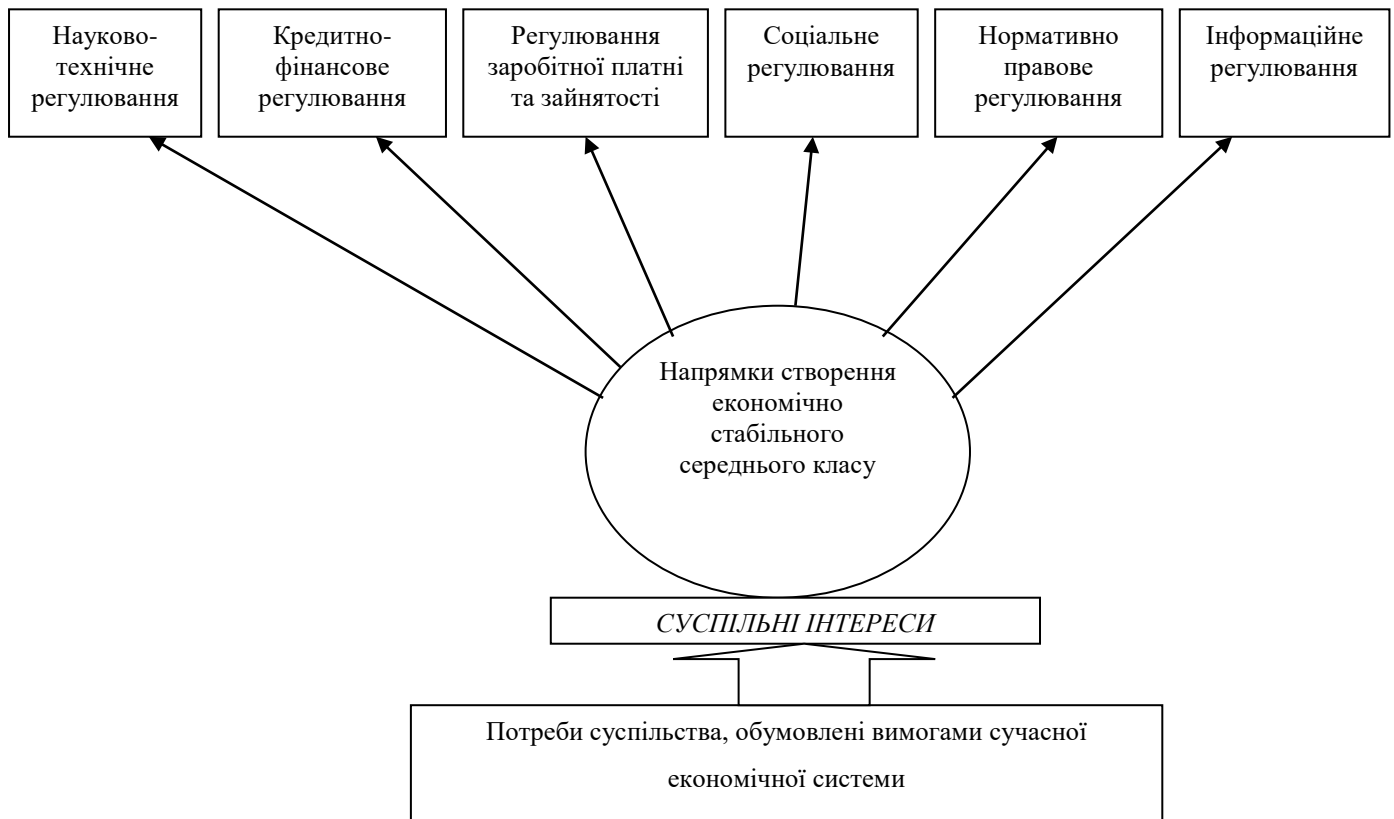 Науково-
технічне
регулювання
Кредитно-
фінансове
регулювання
Регулювання
заробітної платні
та зайнятості
Соціальне
регулювання
Нормативно
правове
регулювання
Інформаційне
регулювання
Напрямки створення
економічно
стабільного
середнього класу
СУСПІЛЬНІ ІНТЕРЕСИ
Потреби суспільства, обумовлені вимогами сучасної
економічної системи